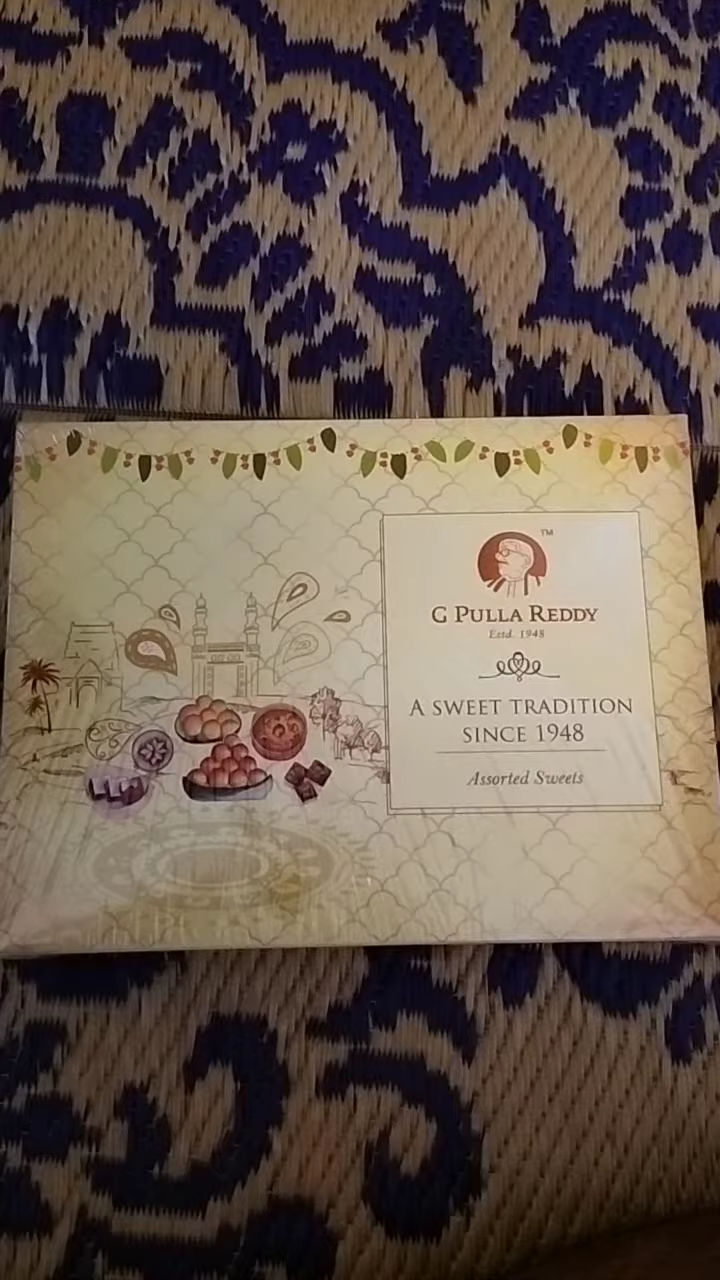 TM
G PULLA REDDY
Estd. 1948
A SWEET TRADITION
SINCE 1948
Assorted Sweets